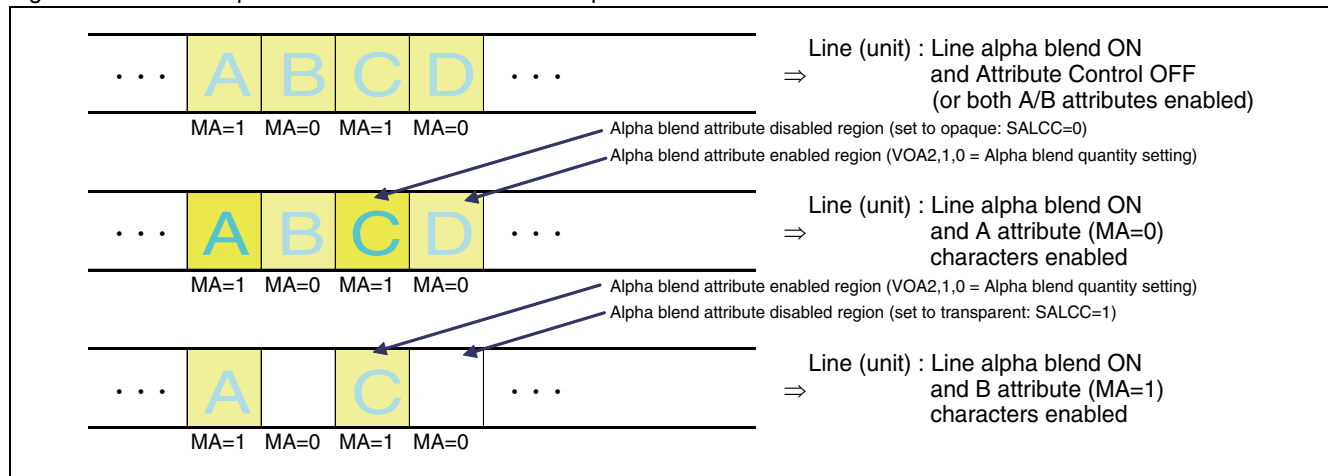 · · · A B C D · · · Line (unit) : Line alpha blend ON
⇒ and Attribute Control OFF
(or both A/B attributes enabled)
MA=1 MA=0 MA=1 MA=0
Alpha blend attribute disabled region (set to opaque: SALCC=0)
Alpha blend attribute enabled region (VOA2,1,0 = Alpha blend quantity setting)
· · · A B C D · · · Line (unit) : Line alpha blend ON
⇒ and A attribute (MA=0)
characters enabled
MA=1 MA=0 MA=1 MA=0
Alpha blend attribute enabled region (VOA2,1,0 = Alpha blend quantity setting)
Alpha blend attribute disabled region (set to transparent: SALCC=1)
· · · A C · · · Line (unit) : Line alpha blend ON
⇒ and B attribute (MA=1)
characters enabled
MA=1 MA=0 MA=1 MA=0